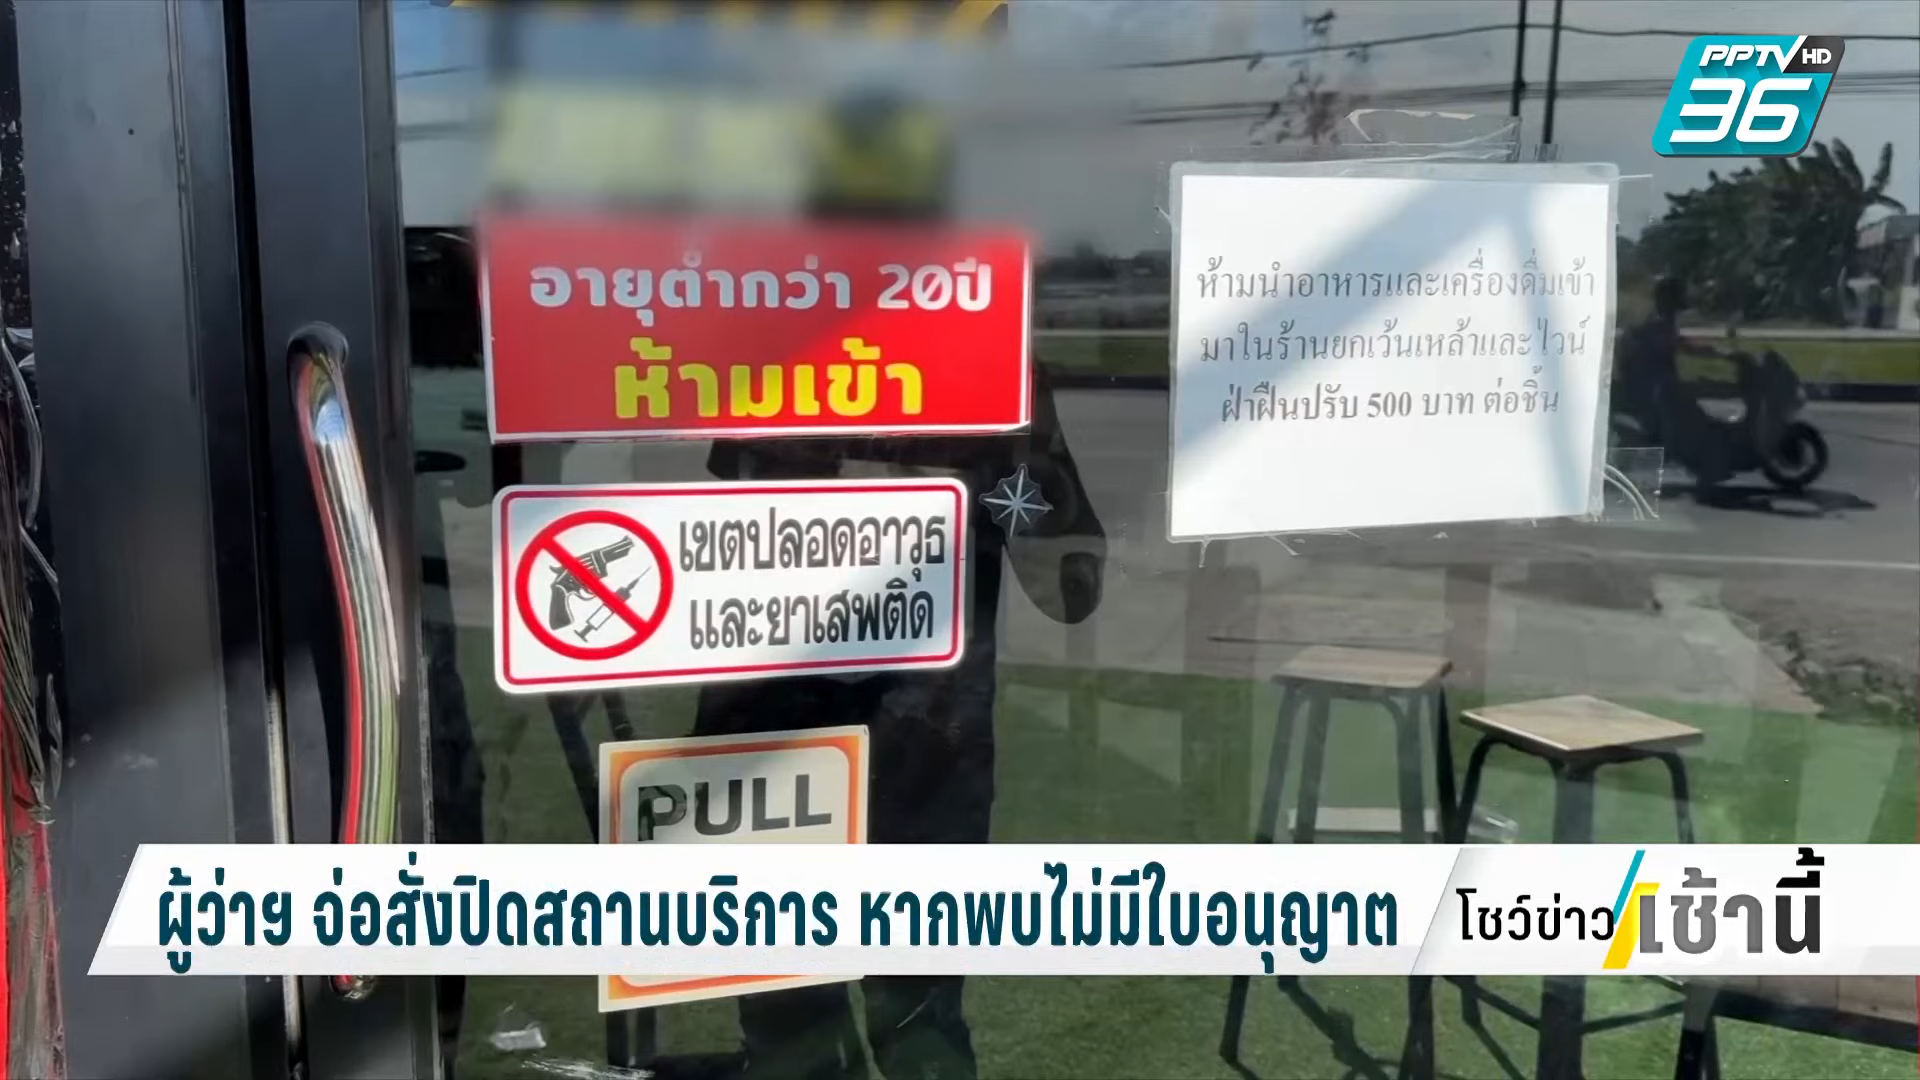 PPTV HD
36
อายุต่ำกว่า 20ปี
ห้ามเข้า
ห้ามนำอาหารและเครื่องดื่มเข้า
มาในร้านยกเว้นเหล้าและไวน์
ฝ่าฝืนปรับ 500 บาท ต่อชิ้น
เขตปลอดอาวุธ
และยาเสพติด
PULL
ผู้ว่าฯ จ่อสั่งปิดสถานบริการ หากพบไม่มีใบอนุญาต
โชว์ข่าว เช้านี้